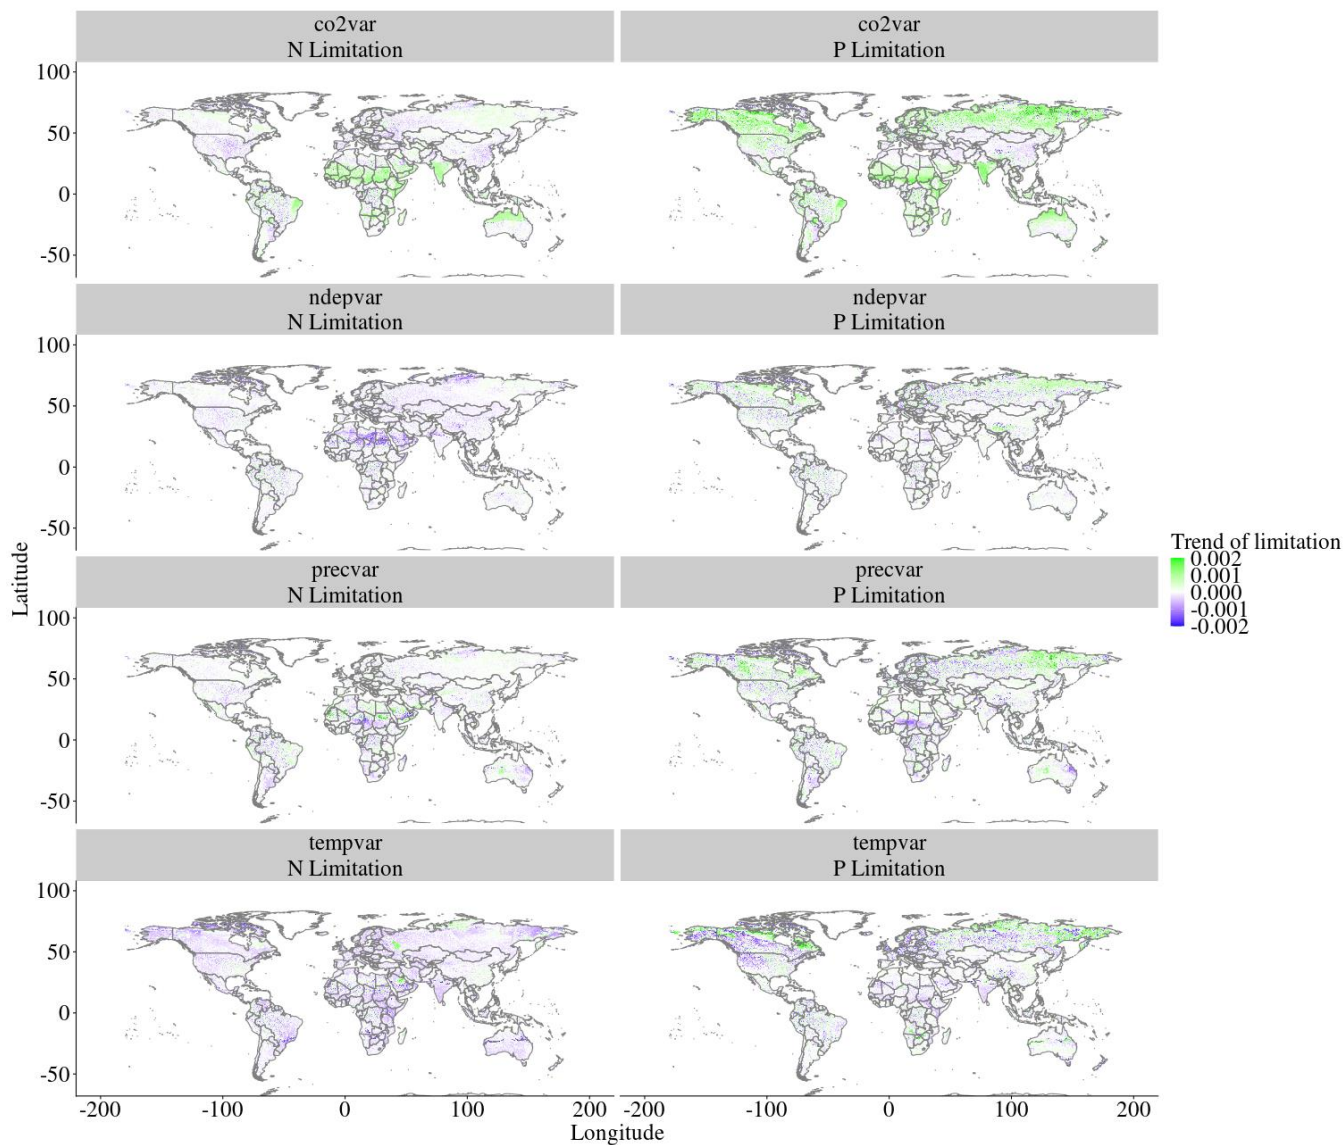 co2var
N Limitation
co2var
P Limitation
100
50
0
-50
ndepvar
N Limitation
ndepvar
P Limitation
100
50
0
-50
precvar
N Limitation
precvar
P Limitation
100
50
0
-50
tempvar
N Limitation
tempvar
P Limitation
100
50
0
-50
-200 -100 0 100 200 -200 -100 0 100 200
Longitude
Latitude
Trend of limitation
0.002
0.001
0.000
-0.001
-0.002